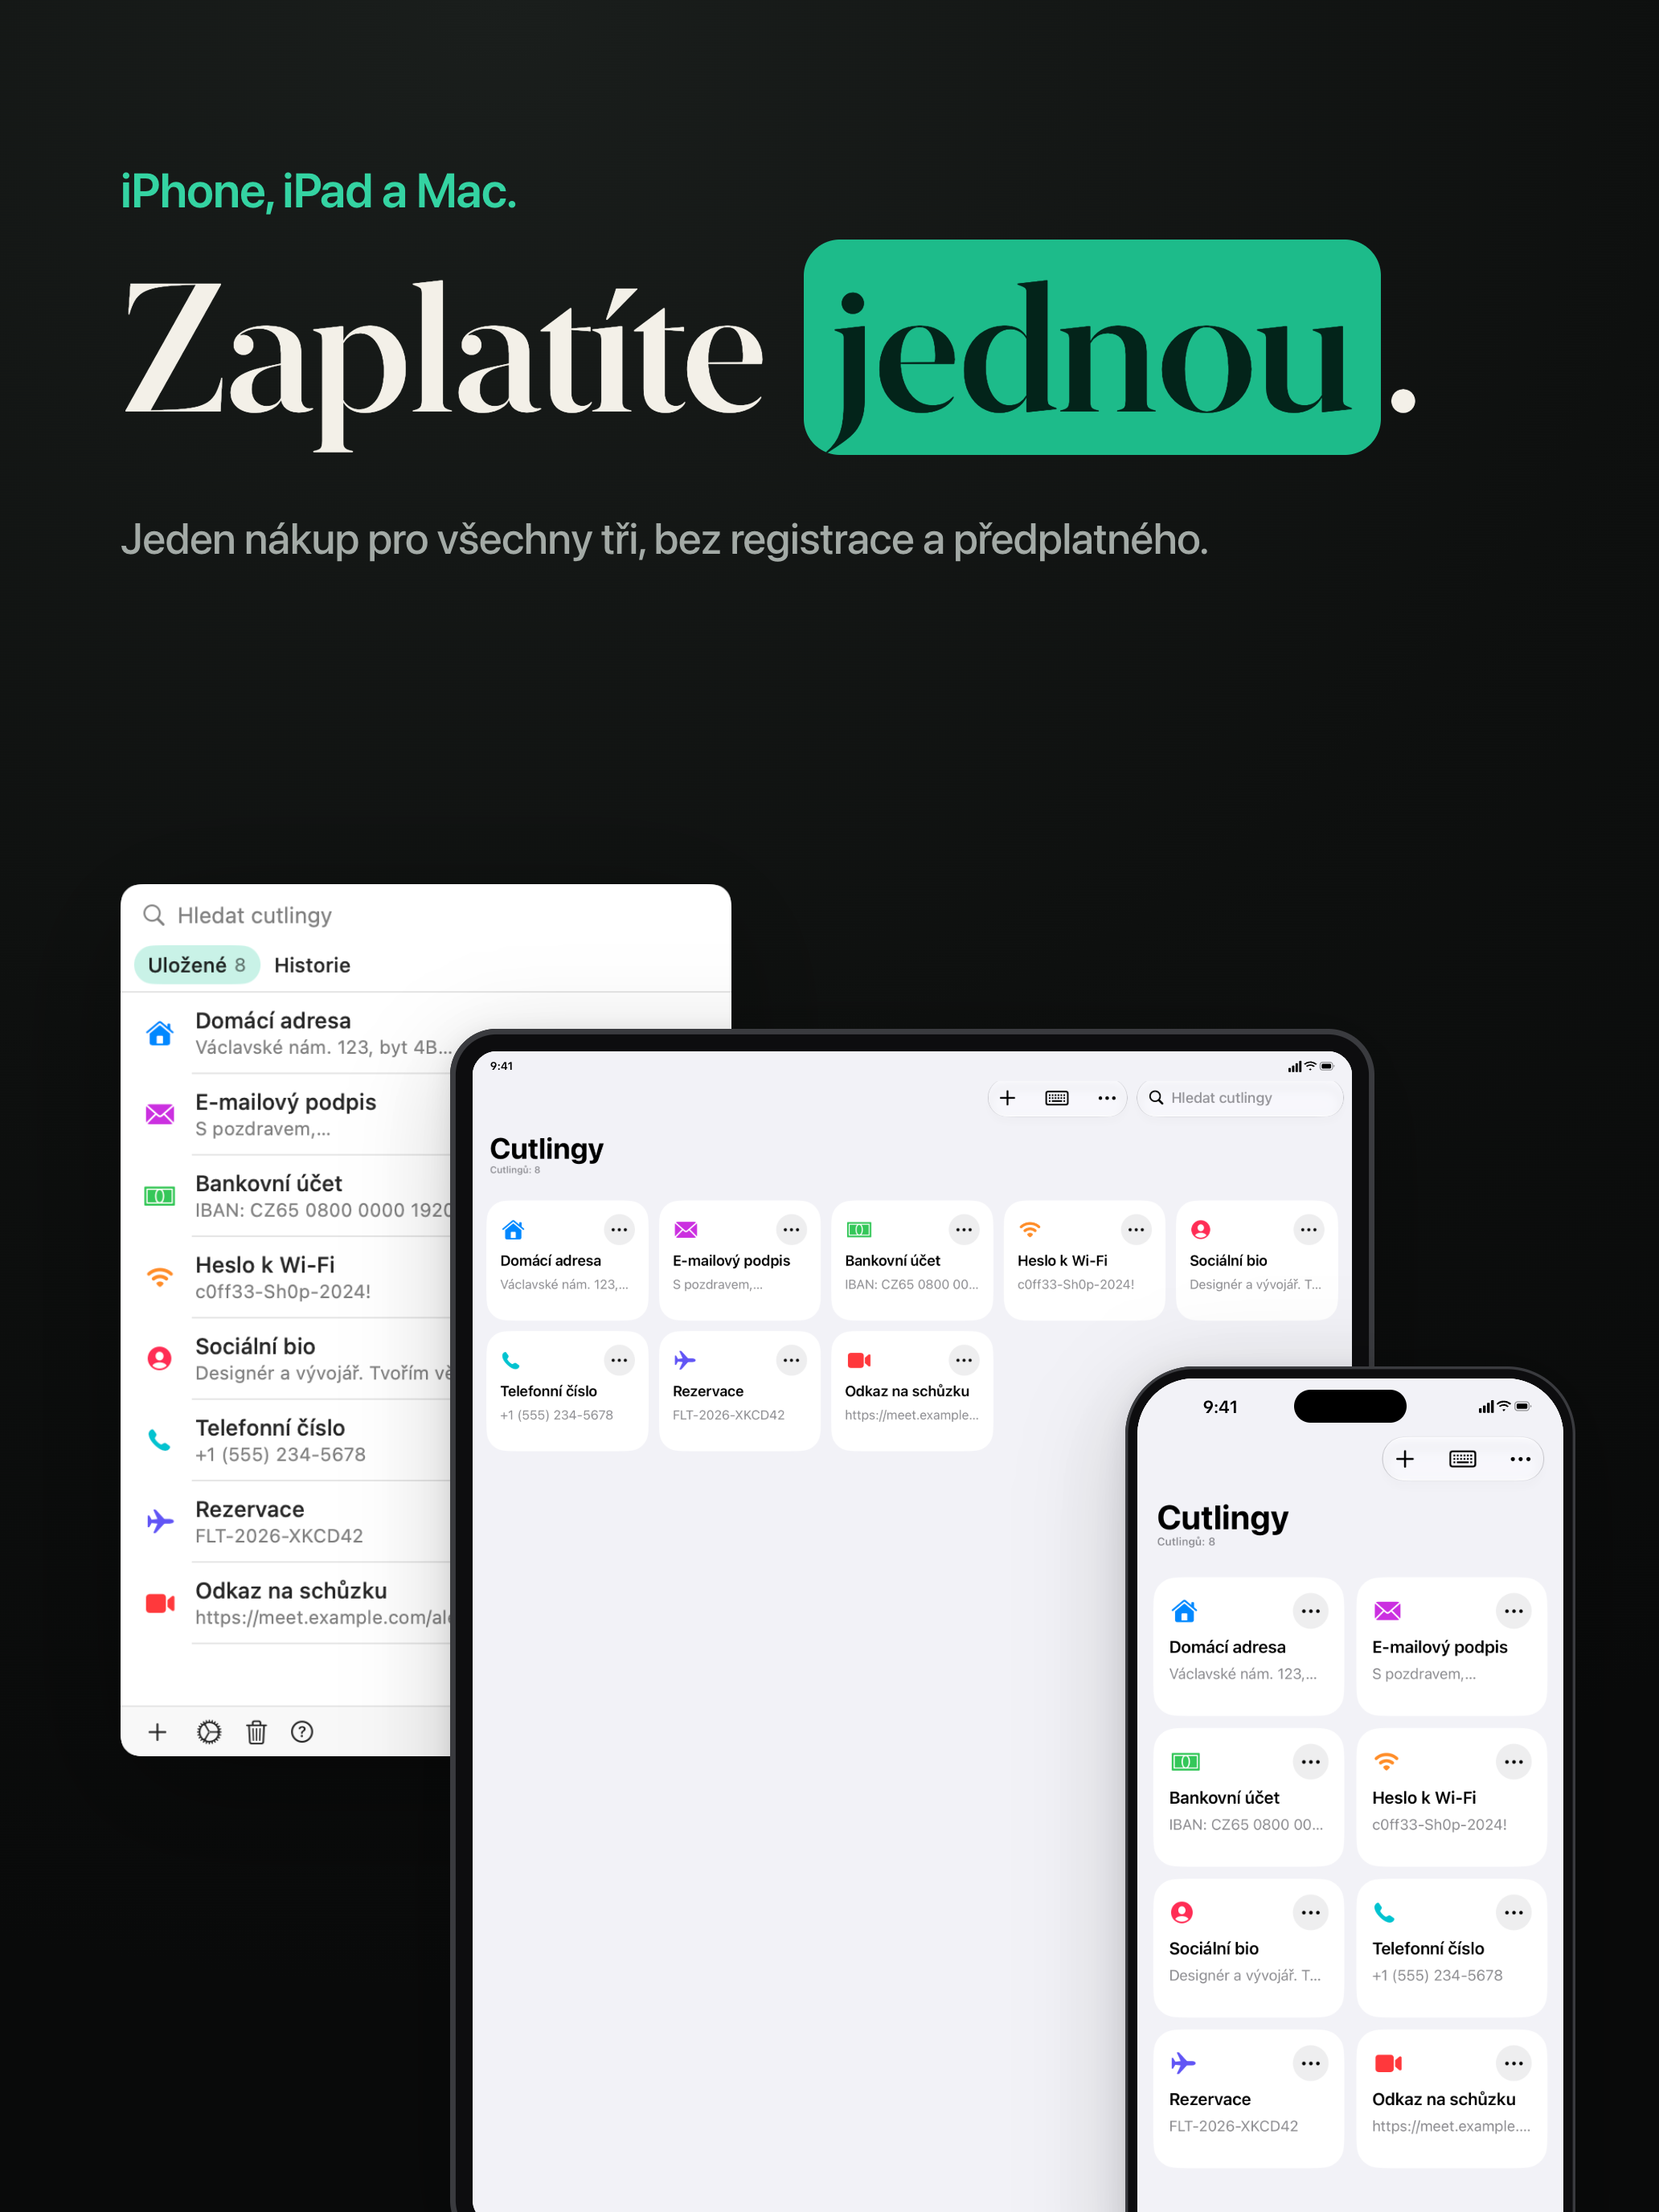 iPhone, iPad a Mac.
Zaplatíte jednou.
Jeden nákup pro všechny tři, bez registrace a předplatného.
Hledat cutlingy
Uložené 8 Historie
Domácí adresa
Václavské nám. 123, byt 4B...
E-mailový podpis
S pozdravem,...
Bankovní účet
IBAN: CZ65 0800 0000 1920
Heslo k Wi-Fi
c0ff33-Sh0p-2024!
Sociální bio
Designér a vývojář. Tvořím vě
Telefonní číslo
+1 (555) 234-5678
Rezervace
FLT-2026-XKCD42
Odkaz na schůzku
https://meet.example.com/ale
9:41
Hledat cutlingy
Cutlingy
Cutlingů: 8
Domácí adresa
Václavské nám. 123,...
E-mailový podpis
S pozdravem,...
Bankovní účet
IBAN: CZ65 0800 00...
Heslo k Wi-Fi
c0ff33-Sh0p-2024!
Sociální bio
Designér a vývojář. T...
Telefonní číslo
+1 (555) 234-5678
Rezervace
FLT-2026-XKCD42
Odkaz na schůzku
https://meet.example...
9:41
Cutlingy
Cutlingů: 8
Domácí adresa
Václavské nám. 123,...
E-mailový podpis
S pozdravem,...
Bankovní účet
IBAN: CZ65 0800 00...
Heslo k Wi-Fi
c0ff33-Sh0p-2024!
Sociální bio
Designér a vývojář. T...
Telefonní číslo
+1 (555) 234-5678
Rezervace
FLT-2026-XKCD42
Odkaz na schůzku
https://meet.example....